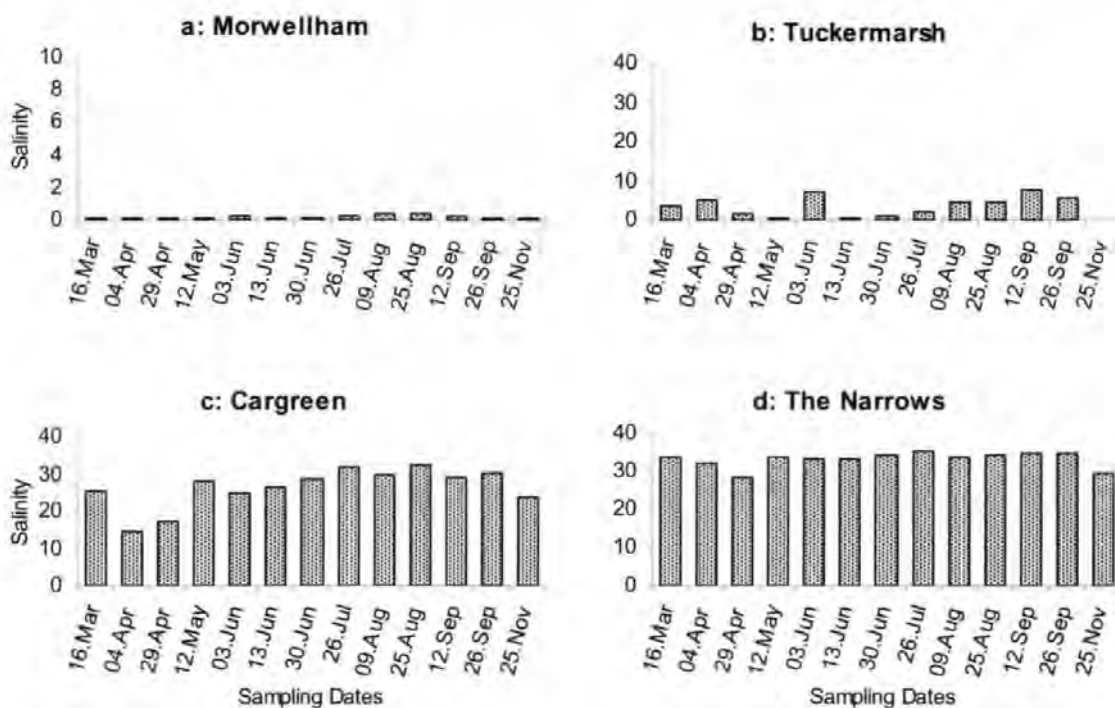 a: Morwellham
10
8
6
4
2
0
Salinity
16.Mar
04.Apr
29.Apr
12.May
03.Jun
13.Jun
30.Jun
26.Jul
09.Aug
25.Aug
12.Sep
26.Sep
25.Nov
b: Tuckermarsh
40
30
20
10
0
16.Mar
04.Apr
29.Apr
12.May
03.Jun
13.Jun
30.Jun
26.Jul
09.Aug
25.Aug
12.Sep
26.Sep
25.Nov
c: Cargreen
40
30
20
10
0
Salinity
16.Mar
04.Apr
29.Apr
12.May
03.Jun
13.Jun
30.Jun
26.Jul
09.Aug
25.Aug
12.Sep
26.Sep
25.Nov
Sampling Dates
d: The Narrows
40
30
20
10
0
16.Mar
04.Apr
29.Apr
12.May
03.Jun
13.Jun
30.Jun
26.Jul
09.Aug
25.Aug
12.Sep
26.Sep
25.Nov
Sampling Dates